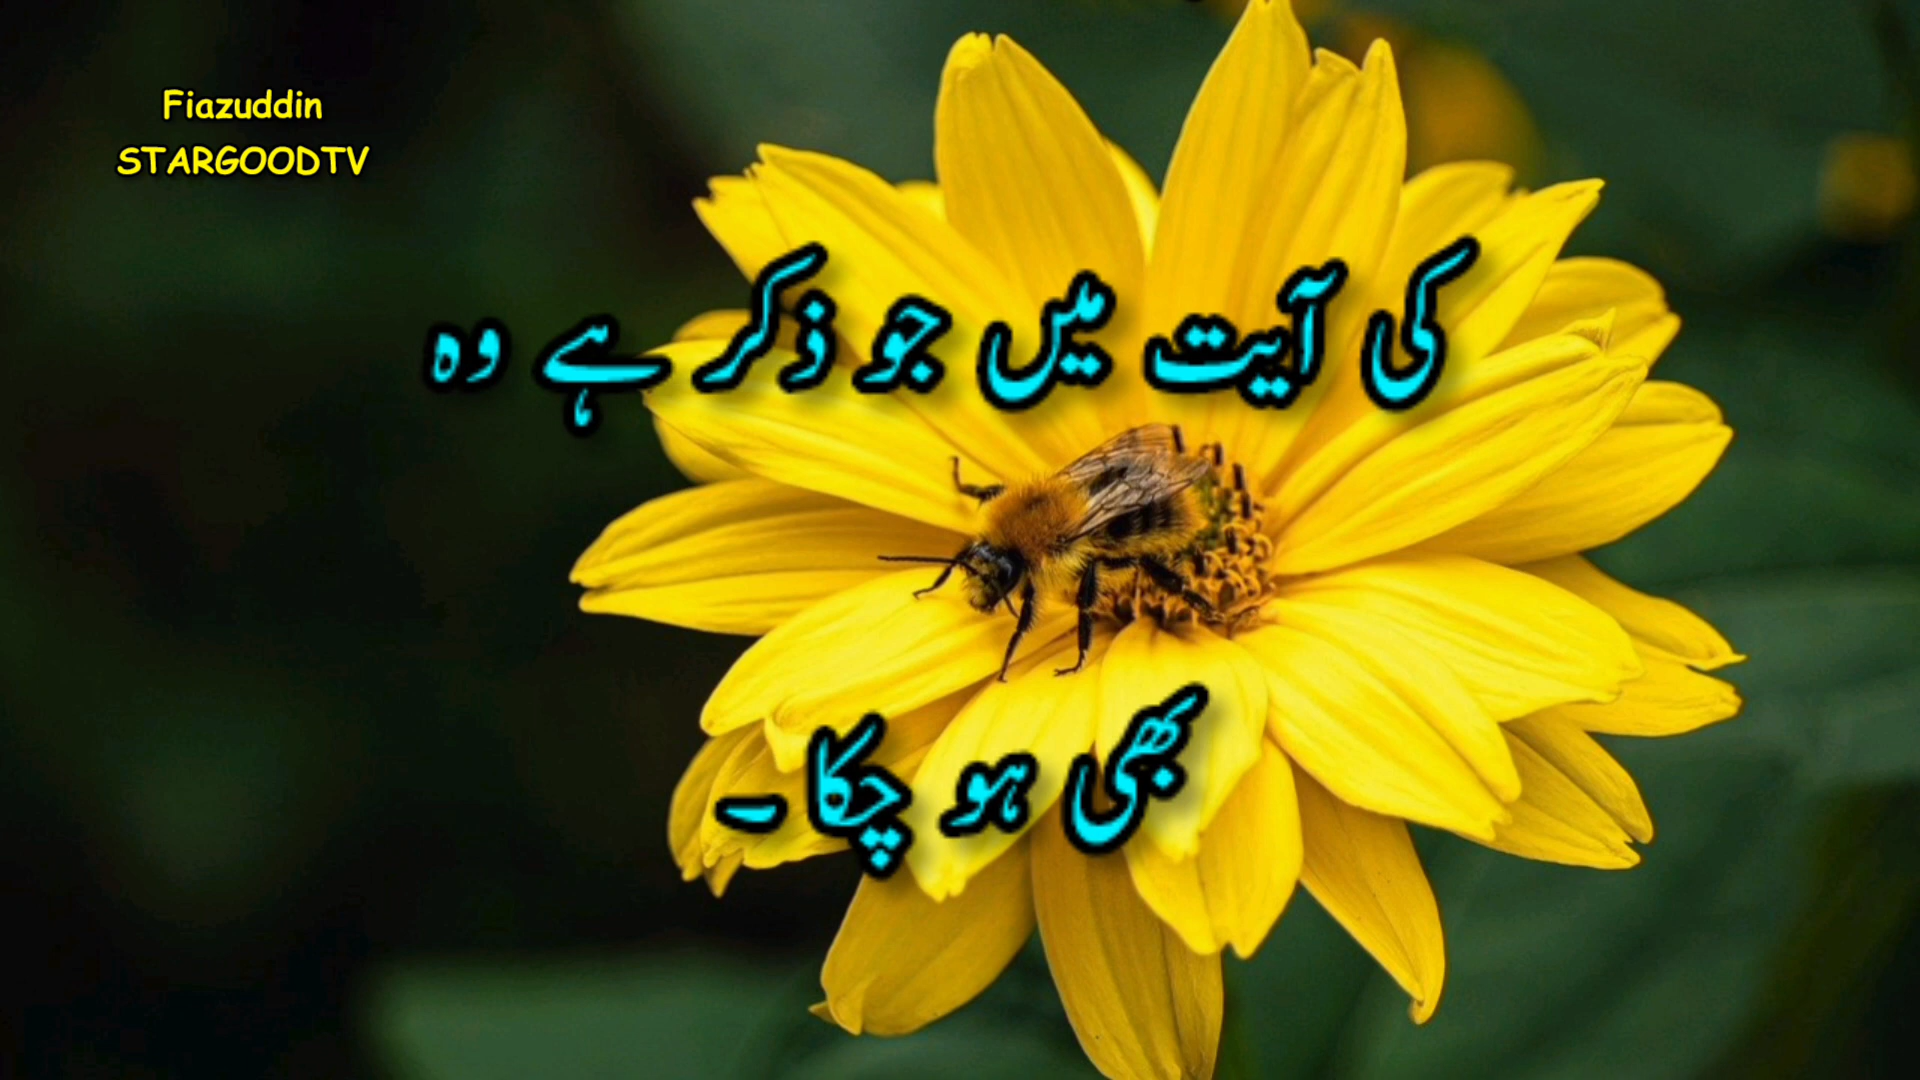 Fiazuddin
STARGOODTV
کی آیت میں جو ذکر ہے وہ
بھی ہو چکا ۔